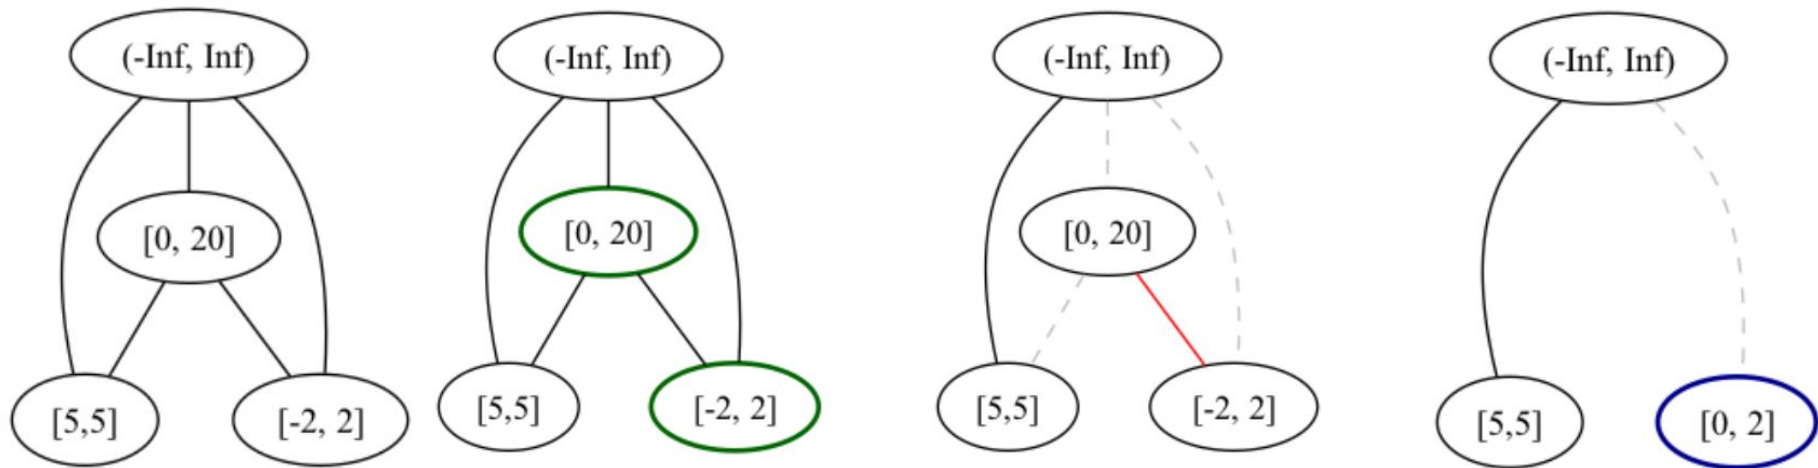 (-Inf, Inf)
[0, 20]
[5,5]
[-2, 2]
(-Inf, Inf)
[0, 20]
[5,5]
[-2, 2]
(-Inf, Inf)
[0, 20]
[5,5]
[-2, 2]
(-Inf, Inf)
[5,5]
[0, 2]